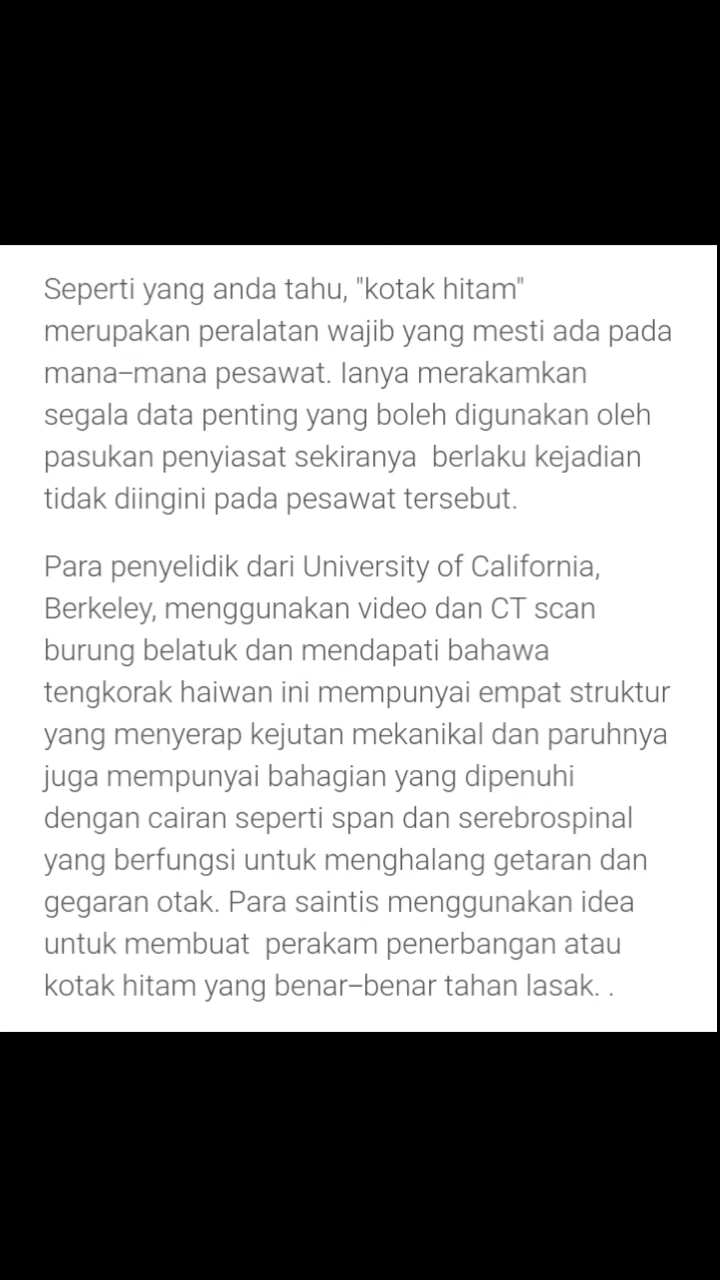 Seperti yang anda tahu, "kotak hitam"
merupakan peralatan wajib yang mesti ada pada
mana–mana pesawat. Ianya merakamkan
segala data penting yang boleh digunakan oleh
pasukan penyiasat sekiranya  berlaku kejadian
tidak diingini pada pesawat tersebut.
Para penyelidik dari University of California,
Berkeley, menggunakan video dan CT scan
burung belatuk dan mendapati bahawa
tengkorak haiwan ini mempunyai empat struktur
yang menyerap kejutan mekanikal dan paruhnya
juga mempunyai bahagian yang dipenuhi
dengan cairan seperti span dan serebrospinal
yang berfungsi untuk menghalang getaran dan
gegaran otak. Para saintis menggunakan idea
untuk membuat  perakam penerbangan atau
kotak hitam yang benar–benar tahan lasak. .